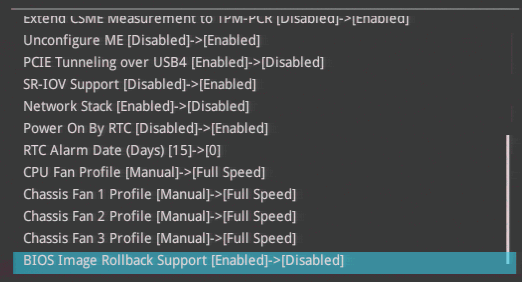 Extend CSME Measurement to TPM-PCR [Disabled]->[Enabled]
Unconfigure ME [Disabled]->[Enabled]
PCIE Tunneling over USB4 [Enabled]->[Disabled]
SR-IOV Support [Disabled]->[Enabled]
Network Stack [Enabled]->[Disabled]
Power On By RTC [Disabled]->[Enabled]
RTC Alarm Date (Days) [15]->[0]
CPU Fan Profile [Manual]->[Full Speed]
Chassis Fan 1 Profile [Manual]->[Full Speed]
Chassis Fan 2 Profile [Manual]->[Full Speed]
Chassis Fan 3 Profile [Manual]->[Full Speed]
BIOS Image Rollback Support [Enabled]->[Disabled]